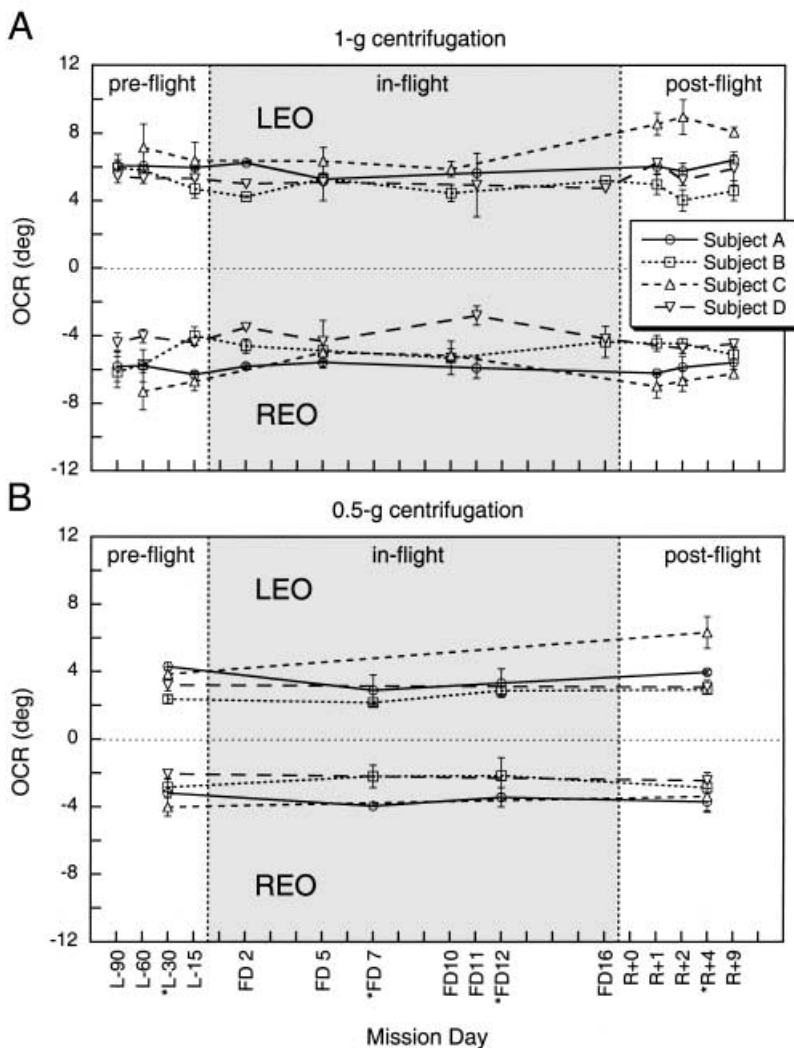 A
1-g centrifugation
12
pre-flight
in-flight
post-flight
LEO
8
4
OCR (deg)
0
Subject A
Subject B
Subject C
Subject D
-4
-8
REO
-12
B
0.5-g centrifugation
12
pre-flight
in-flight
post-flight
LEO
8
4
OCR (deg)
0
-4
-8
REO
-12
L-90
L-60
*L-30
L-15
FD 2
FD 5
*FD 7
FD10
FD11
*FD12
FD16
R+0
R+1
R+2
*R+4
R+9
Mission Day